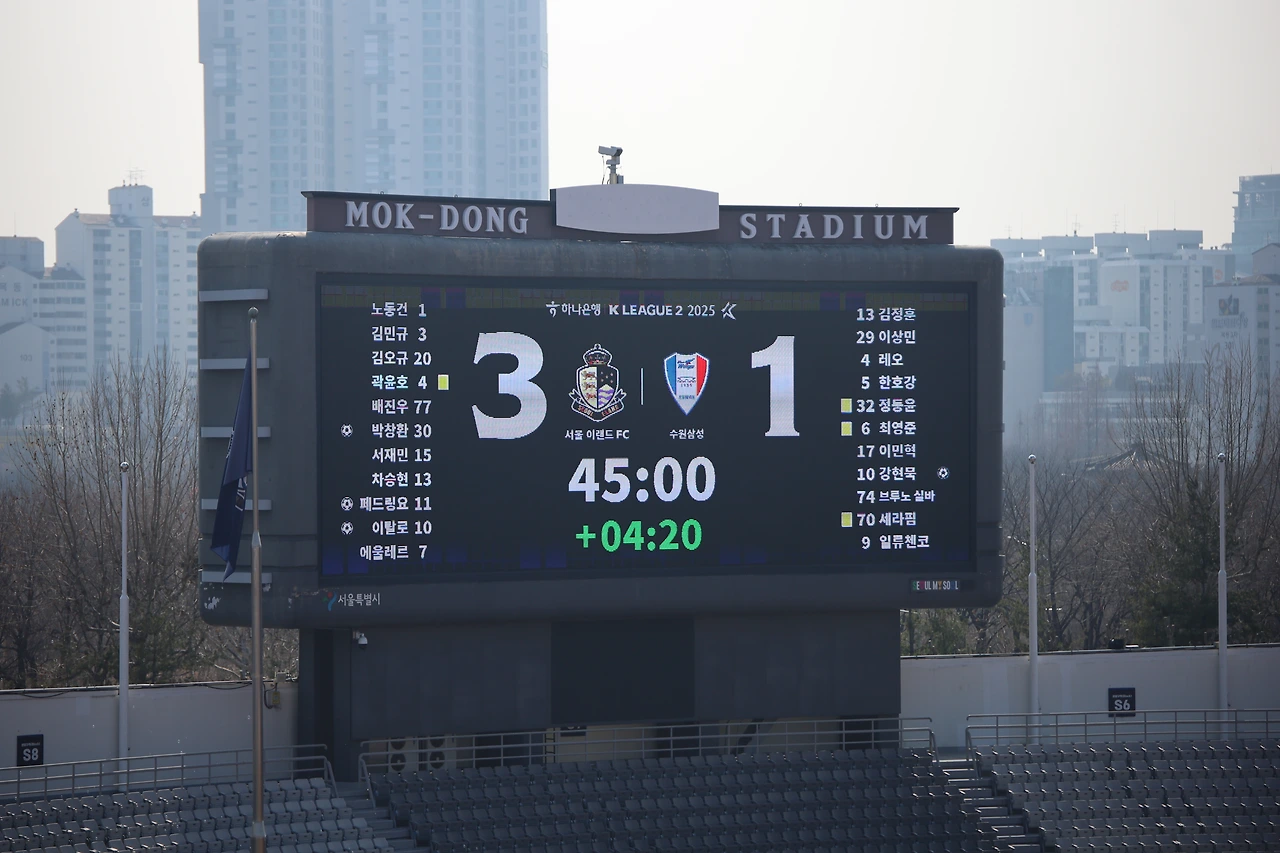 MOK-DONG STADIUM
하나은행 K LEAGUE 2 2025
노동건 1
김민규 3
김오규 20
곽윤호 4
배진우 77
박창환 30
서재민 15
차승현 13
페드링요 11
이탈로 10
에울레르 7
3
1
서울 이랜드 FC
수원삼성
45:00
+04:20
13 김정훈
29 이상민
4 레오
5 한호강
32 정동윤
6 최영준
17 이민혁
10 강현묵
74 브루노 실바
70 세라핌
9 일류첸코
서울특별시
SEOUL MY SOUL
S8
S6